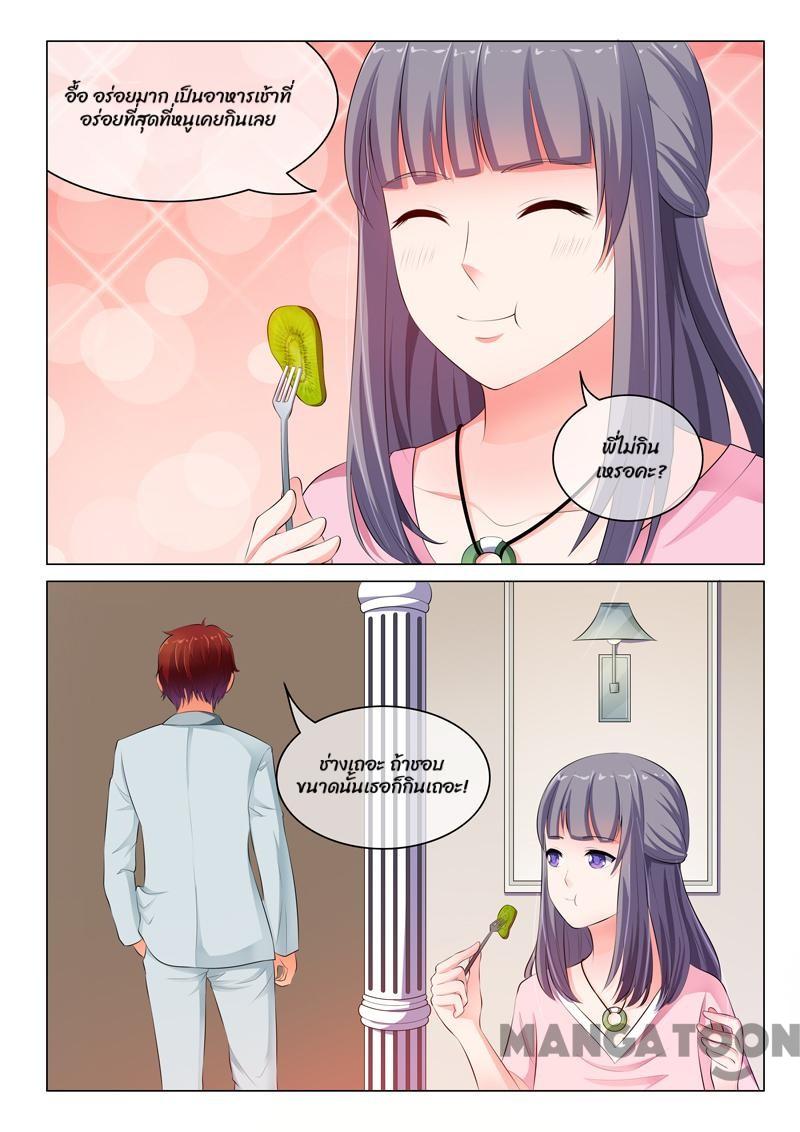 อื้อ อร่อยมาก เป็นอาหารเช้าที่
อร่อยที่สุดที่หนูเคยกินเลย
พี่ไม่กิน
เหรอคะ?
ช่างเถอะ ถ้าชอบ
ขนาดนั้นเธอก็กินเถอะ!
MANGATOON